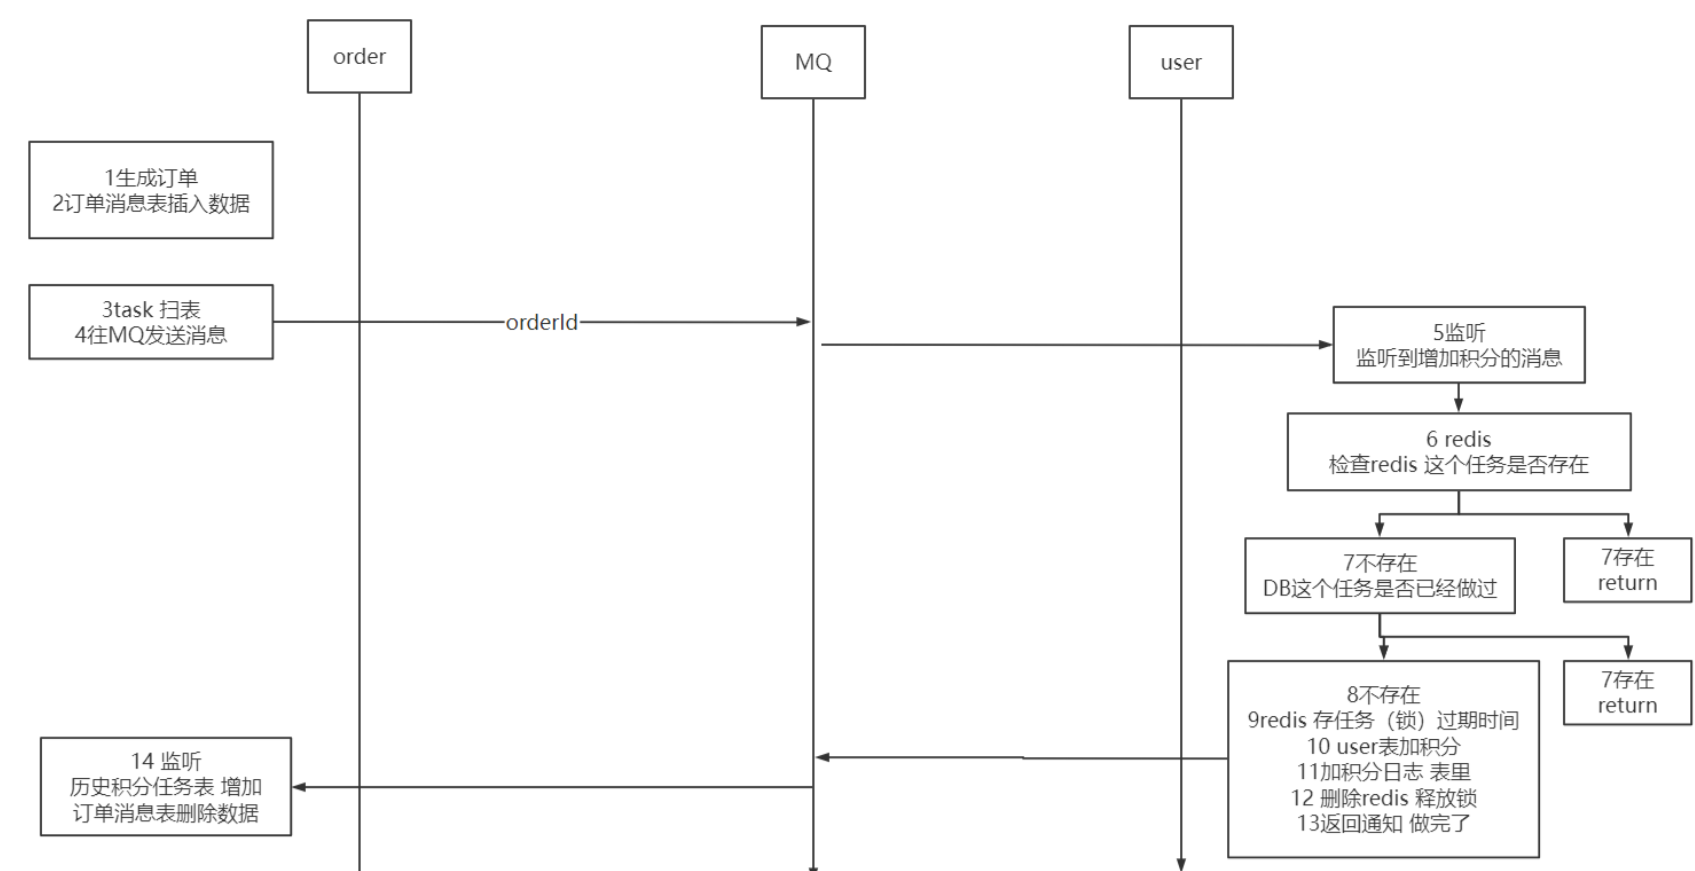 order
MQ
user
1生成订单
2订单消息表插入数据
3task 扫表
4往MQ发送消息
orderId
5监听
监听到增加积分的消息
6 redis
检查redis 这个任务是否存在
7不存在
DB这个任务是否已经做过
7存在
return
8不存在
9redis 存任务（锁）过期时间
10 user表加积分
11加积分日志 表里
12 删除redis 释放锁
13返回通知 做完了
7存在
return
14 监听
历史积分任务表 增加
订单消息表删除数据